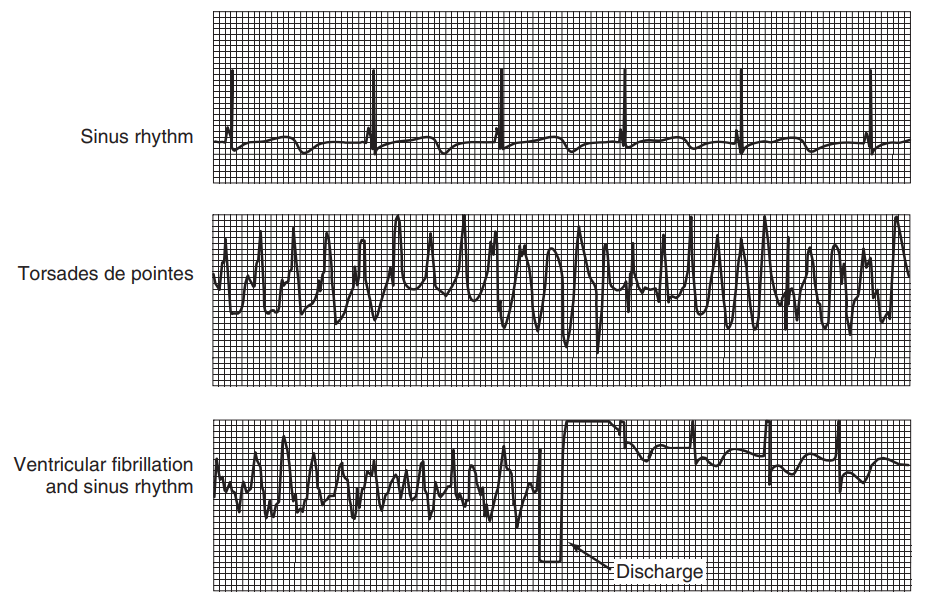 Sinus rhythm
Torsades de pointes
Ventricular fibrillation
and sinus rhythm
Discharge